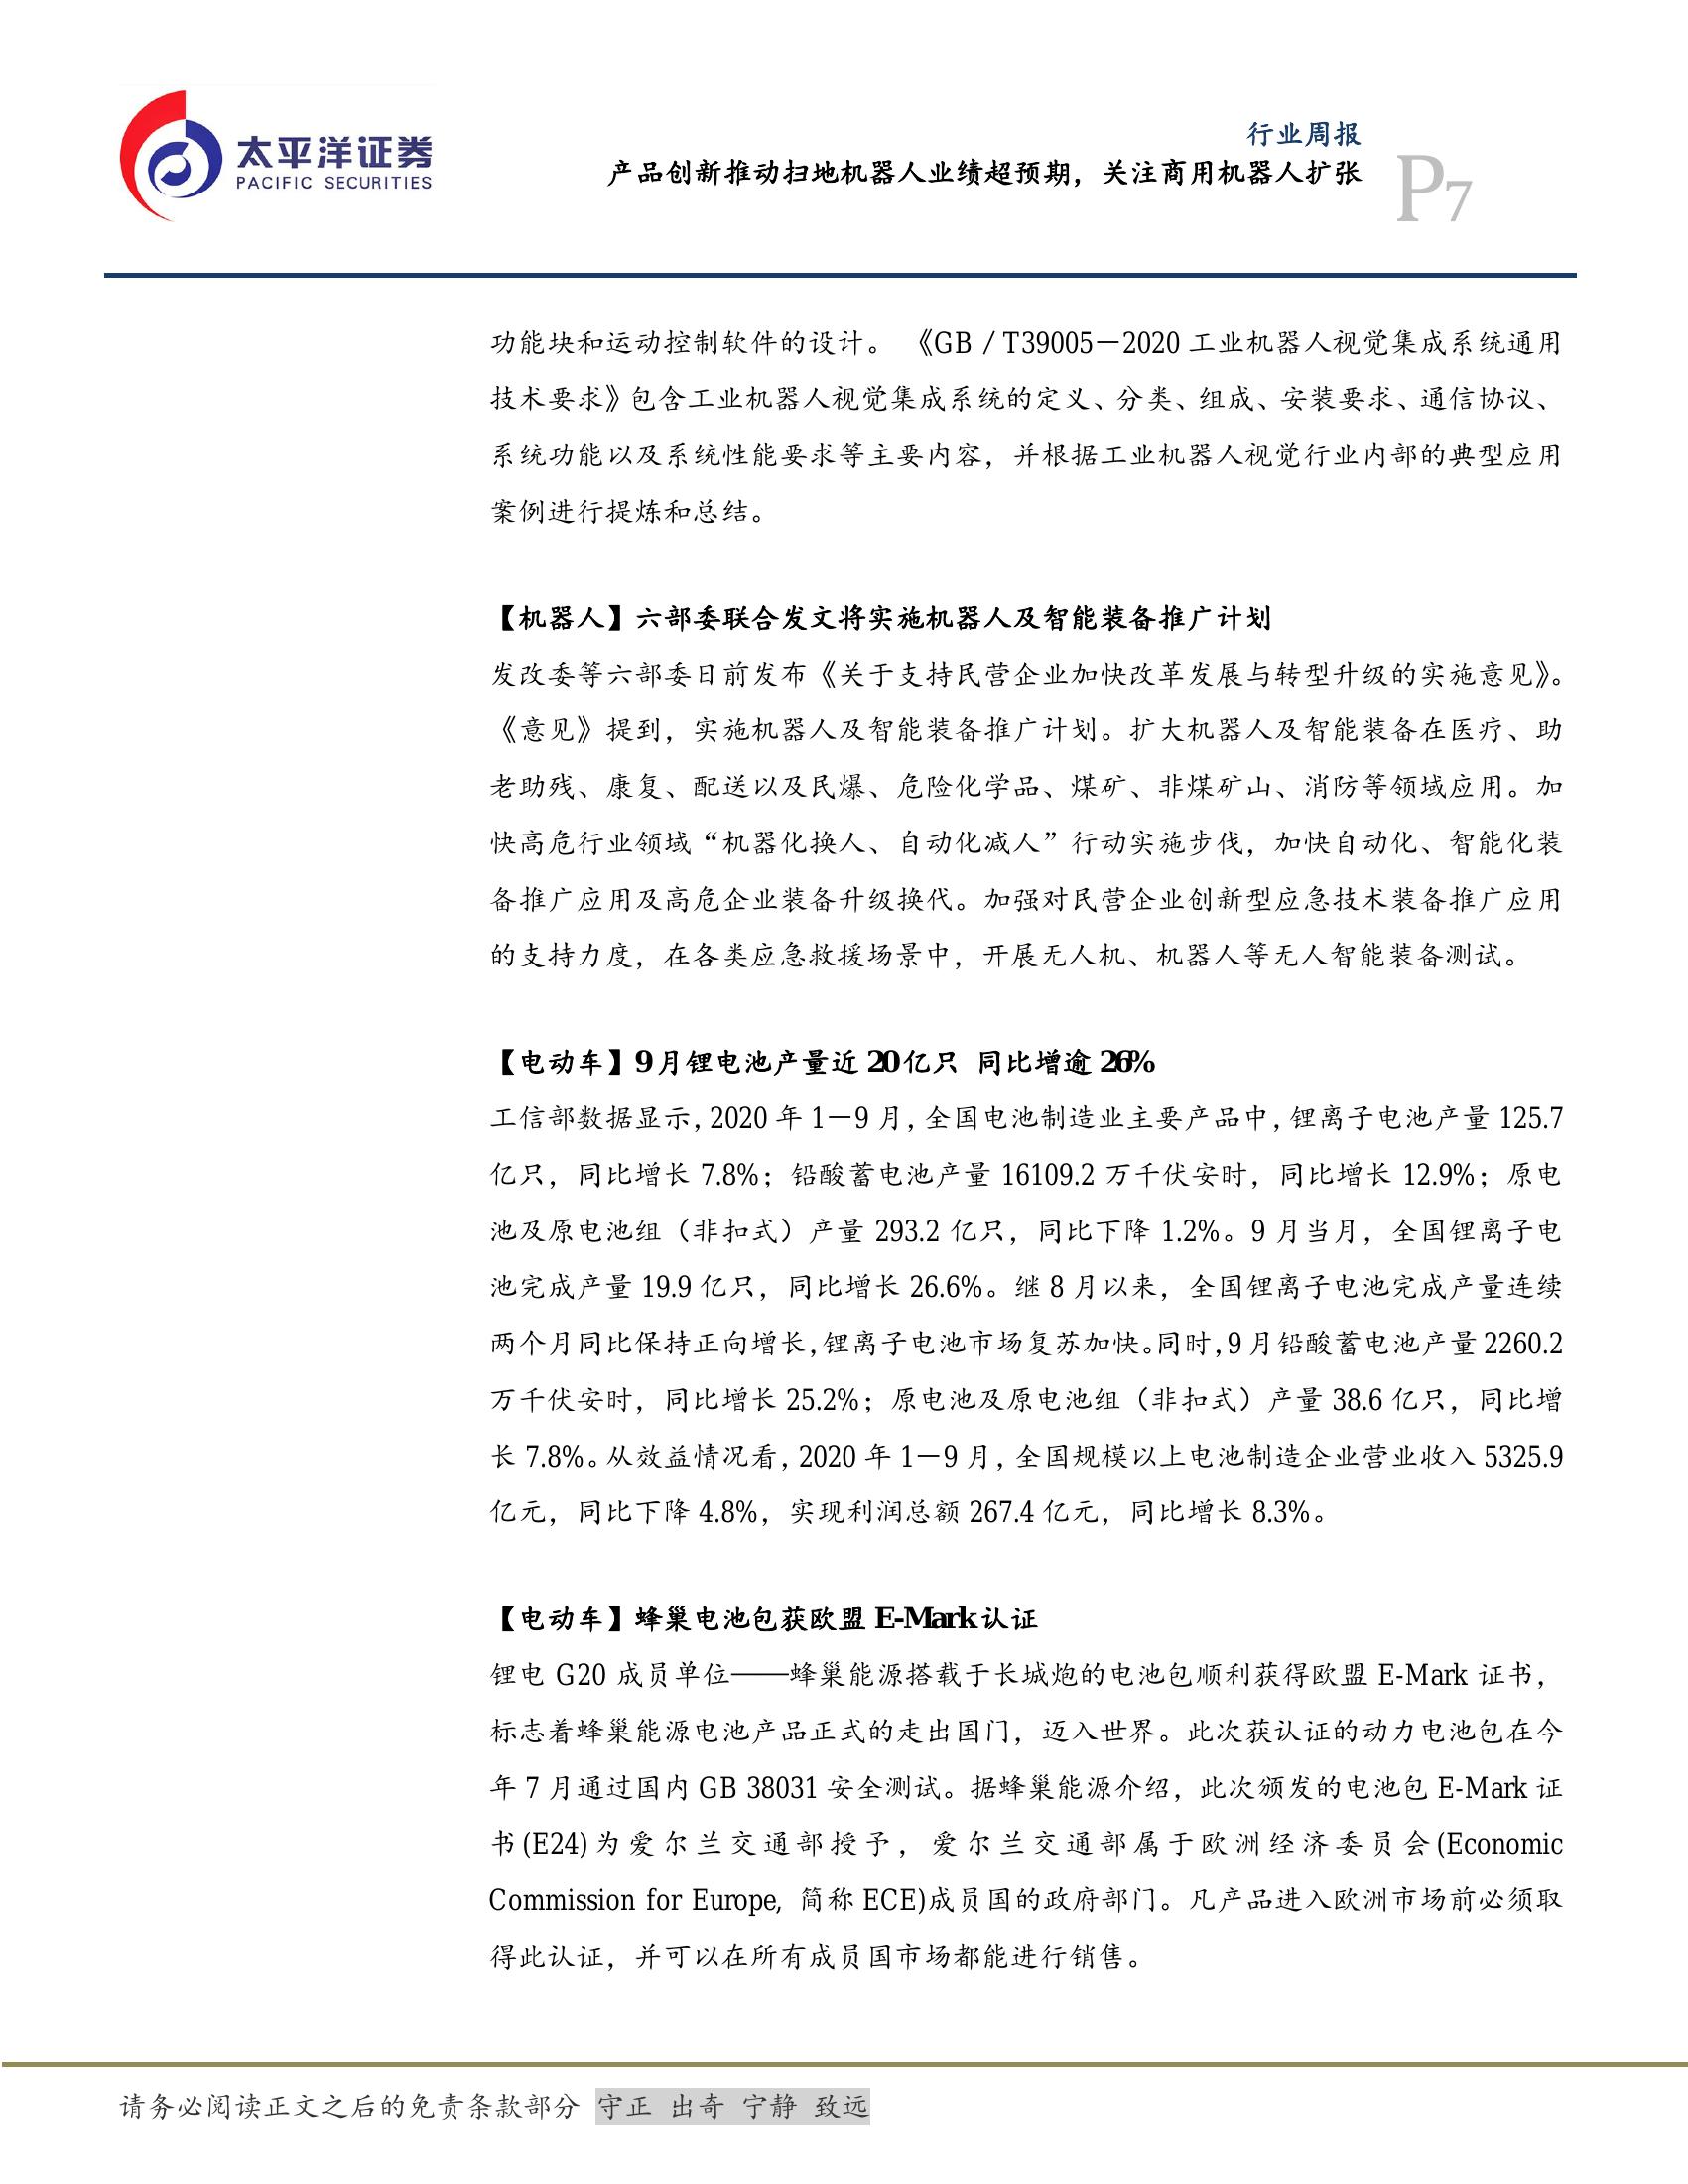 太平洋证券
PACIFIC SECURITIES
行业周报
产品创新推动扫地机器人业绩超预期，关注商用机器人扩张
P7
功能块和运动控制软件的设计。 《GB／T39005—2020 工业机器人视觉集成系统通用
技术要求》包含工业机器人视觉集成系统的定义、分类、组成、安装要求、通信协议、
系统功能以及系统性能要求等主要内容，并根据工业机器人视觉行业内部的典型应用
案例进行提炼和总结。
【机器人】六部委联合发文将实施机器人及智能装备推广计划
发改委等六部委日前发布《关于支持民营企业加快改革发展与转型升级的实施意见》。
《意见》提到，实施机器人及智能装备推广计划。扩大机器人及智能装备在医疗、助
老助残、康复、配送以及民爆、危险化学品、煤矿、非煤矿山、消防等领域应用。加
快高危行业领域“机器化换人、自动化减人”行动实施步伐，加快自动化、智能化装
备推广应用及高危企业装备升级换代。加强对民营企业创新型应急技术装备推广应用
的支持力度，在各类应急救援场景中，开展无人机、机器人等无人智能装备测试。
【电动车】9月锂电池产量近 20亿只 同比增逾 26%
工信部数据显示，2020 年 1—9 月，全国电池制造业主要产品中，锂离子电池产量 125.7
亿只，同比增长 7.8%；铅酸蓄电池产量 16109.2 万千伏安时，同比增长 12.9%；原电
池及原电池组（非扣式）产量 293.2 亿只，同比下降 1.2%。9 月当月，全国锂离子电
池完成产量 19.9 亿只，同比增长 26.6%。继 8 月以来，全国锂离子电池完成产量连续
两个月同比保持正向增长，锂离子电池市场复苏加快。同时，9 月铅酸蓄电池产量 2260.2
万千伏安时，同比增长 25.2%；原电池及原电池组（非扣式）产量 38.6 亿只，同比增
长 7.8%。从效益情况看，2020 年 1—9 月，全国规模以上电池制造企业营业收入 5325.9
亿元，同比下降 4.8%，实现利润总额 267.4 亿元，同比增长 8.3%。
【电动车】蜂巢电池包获欧盟 E-Mark 认证
锂电 G20 成员单位——蜂巢能源搭载于长城炮的电池包顺利获得欧盟 E-Mark 证书，
标志着蜂巢能源电池产品正式的走出国门，迈入世界。此次获认证的动力电池包在今
年 7 月通过国内 GB 38031 安全测试。据蜂巢能源介绍，此次颁发的电池包 E-Mark 证
书(E24)为爱尔兰交通部授予，爱尔兰交通部属于欧洲经济委员会(Economic
Commission for Europe, 简称 ECE)成员国的政府部门。凡产品进入欧洲市场前必须取
得此认证，并可以在所有成员国市场都能进行销售。
请务必阅读正文之后的免责条款部分 守正 出奇 宁静 致远